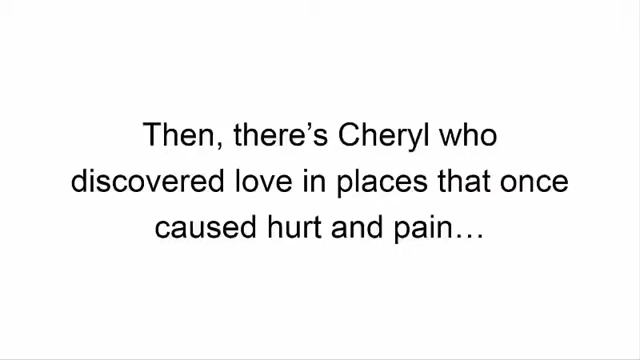 Then, there’s Cheryl who
discovered love in places that once
caused hurt and pain…